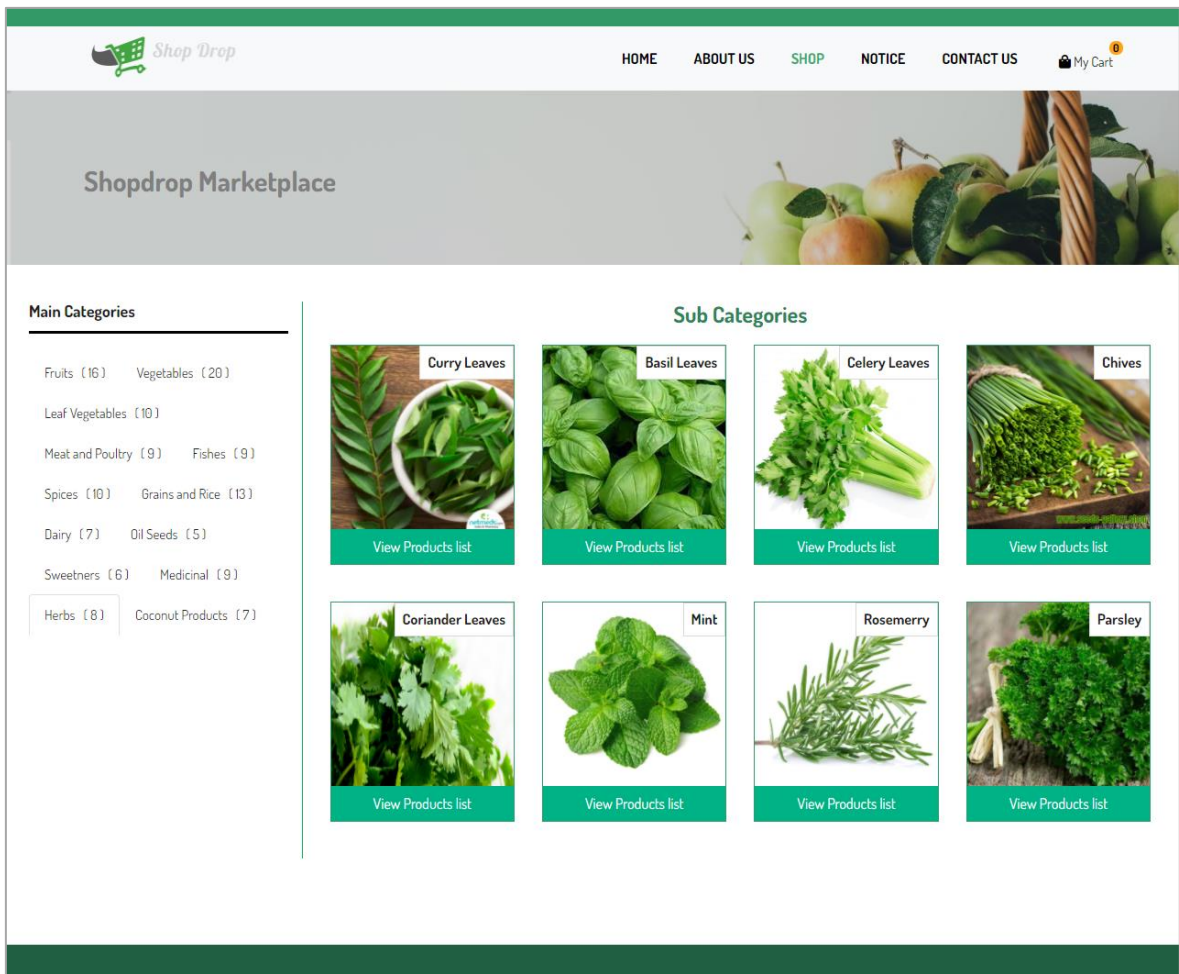 Shop Drop
HOME ABOUT US SHOP NOTICE CONTACT US My Cart 0
Shopdrop Marketplace
Main Categories
Fruits (16) Vegetables (20)
Leaf Vegetables (10)
Meat and Poultry (9) Fishes (9)
Spices (10) Grains and Rice (13)
Dairy (7) Oil Seeds (5)
Sweetners (6) Medicinal (9)
Herbs (8) Coconut Products (7)
Sub Categories
Curry Leaves Basil Leaves Celery Leaves Chives
View Products list View Products list View Products list View Products list
Coriander Leaves Mint Rosemerry Parsley
View Products list View Products list View Products list View Products list